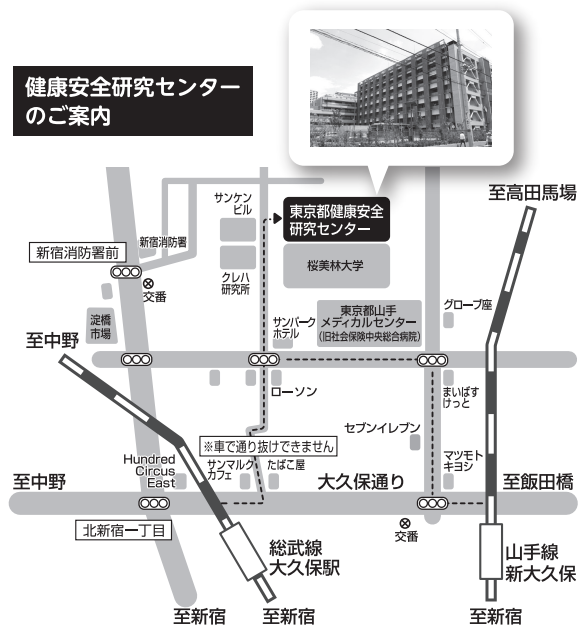 健康安全研究センター
のご案内
至高田馬場
サンケン
ビル
東京都健康安全
研究センター
新宿消防署
新宿消防署前
桜美林大学
クレハ
研究所
交番
淀橋
市場
サンパーク
ホテル
東京都山手
メディカルセンター
(旧社会保険中央総合病院)
グローブ座
至中野
ローソン
まいばす
けっと
セブンイレブン
※車で通り抜けできません
Hundred
Circus
East
サンマルク
カフェ
たばこ屋
マツモト
キヨシ
至中野
大久保通り
至飯田橋
北新宿一丁目
交番
総武線
大久保駅
山手線
新大久保
至新宿
至新宿
至新宿